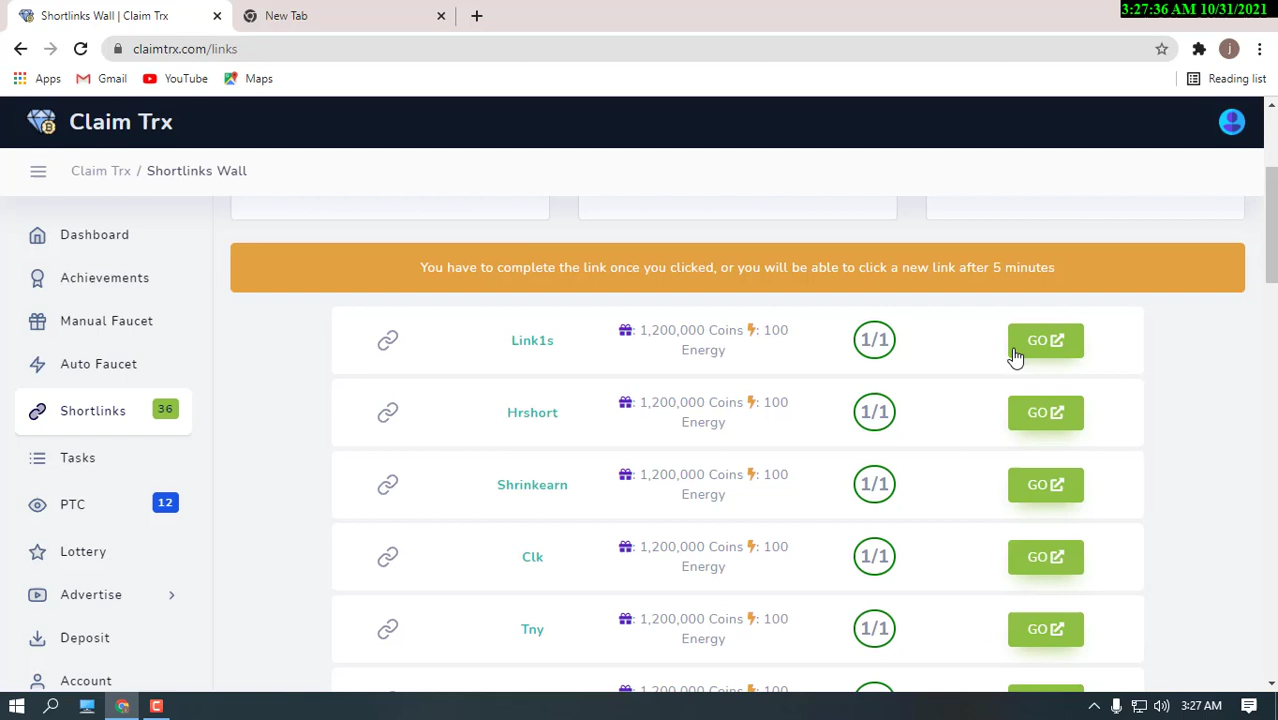 Shortlinks Wall | Claim Trx
New Tab
3:27:36 AM 10/31/2021
claimtrx.com/links
j
Apps
Gmail
YouTube
Maps
Reading list
Claim Trx
Claim Trx / Shortlinks Wall
Dashboard
Achievements
Manual Faucet
Auto Faucet
Shortlinks 36
Tasks
PTC 12
Lottery
Advertise
Deposit
Account
You have to complete the link once you clicked, or you will be able to click a new link after 5 minutes
Link1s
: 1,200,000 Coins : 100
Energy
1/1
GO
Hrshort
: 1,200,000 Coins : 100
Energy
1/1
GO
Shrinkearn
: 1,200,000 Coins : 100
Energy
1/1
GO
Clk
: 1,200,000 Coins : 100
Energy
1/1
GO
Tny
: 1,200,000 Coins : 100
Energy
1/1
GO
: 1,200,000 Coins : 100
3:27 AM